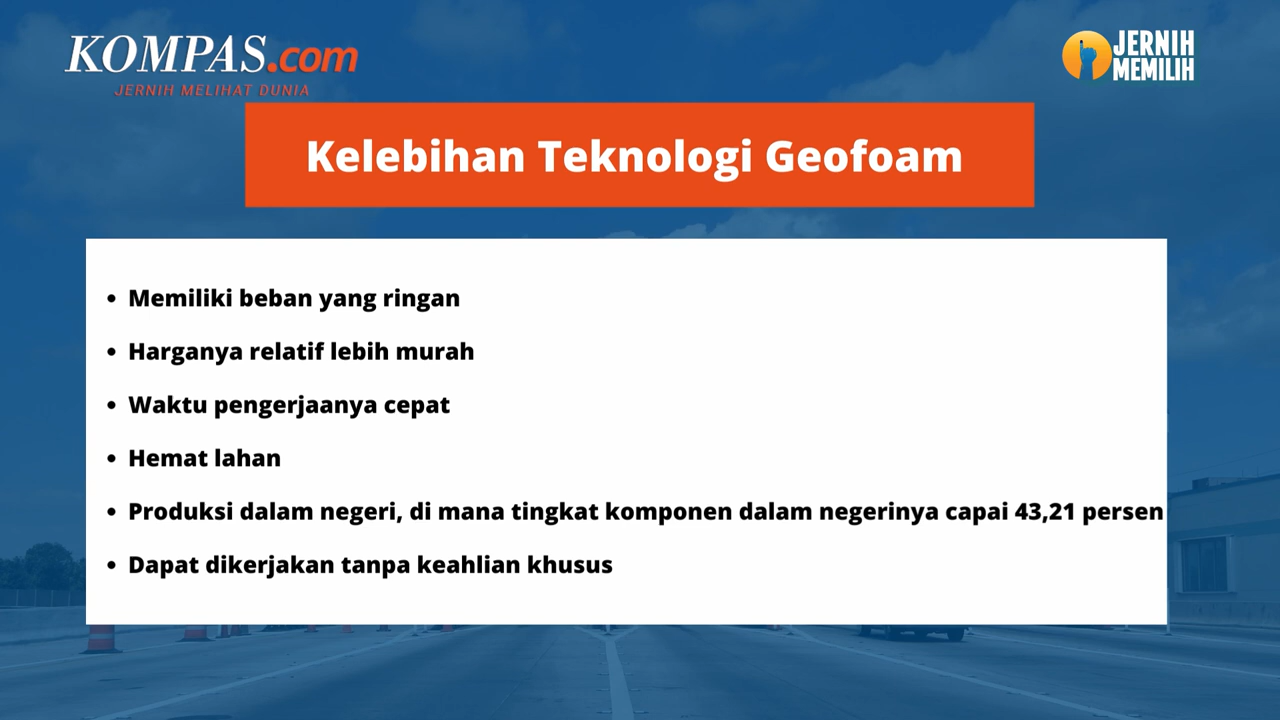 KOMPAS.com
JERNIH MELIHAT DUNIA
JERNIH
MEMILIH
Kelebihan Teknologi Geofoam
• Memiliki beban yang ringan
• Harganya relatif lebih murah
• Waktu pengerjaanya cepat
• Hemat lahan
• Produksi dalam negeri, di mana tingkat komponen dalam negerinya capai 43,21 persen
• Dapat dikerjakan tanpa keahlian khusus